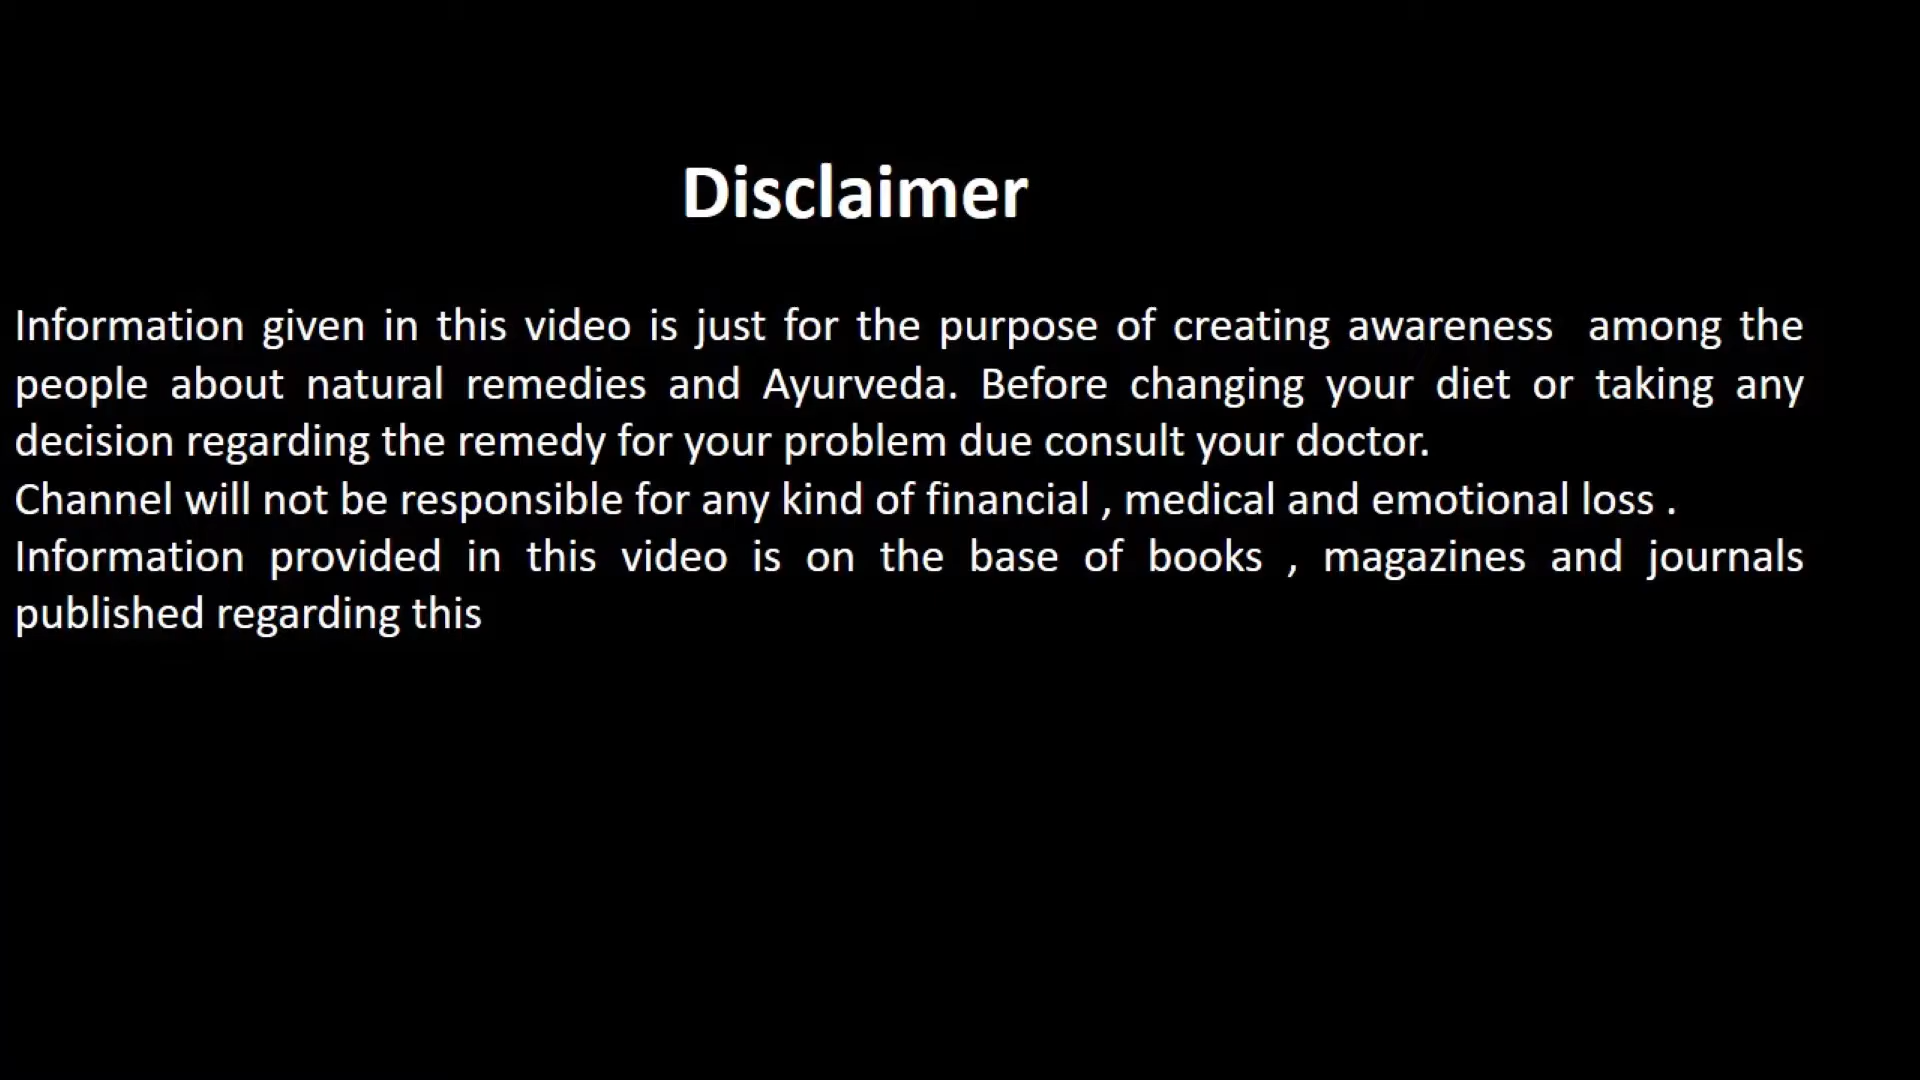 Disclaimer
Information given in this video is just for the purpose of creating awareness among the
people about natural remedies and Ayurveda. Before changing your diet or taking any
decision regarding the remedy for your problem due consult your doctor.
Channel will not be responsible for any kind of financial , medical and emotional loss .
Information provided in this video is on the base of books , magazines and journals
published regarding this